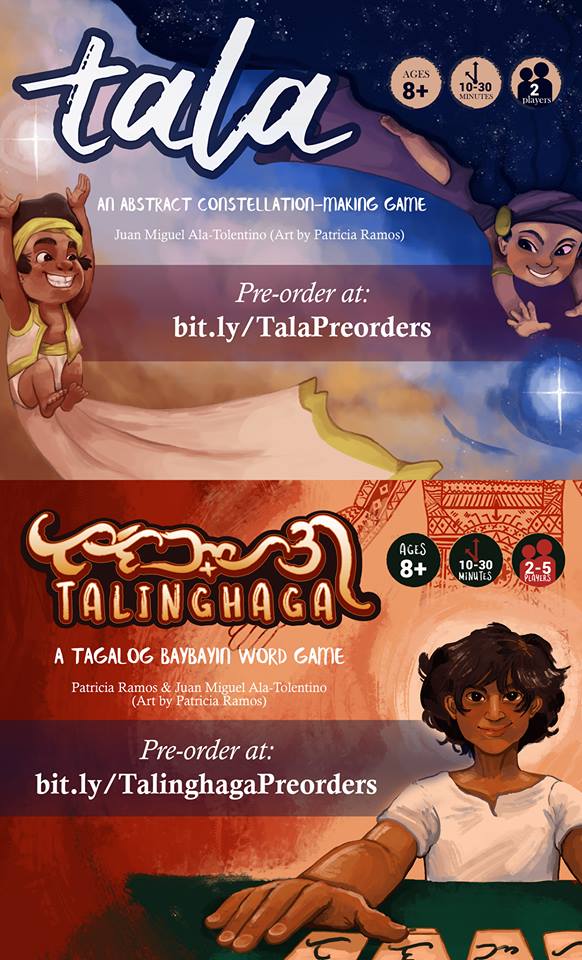 tala
AGES
8+
10-30
MINUTES
2
players
AN ABSTRACT CONSTELLATION-MAKING GAME
Juan Miguel Ala-Tolentino (Art by Patricia Ramos)
Pre-order at:
bit.ly/TalaPreorders
ᜆᜎᜒᜅ᜔ᜑᜄ
TALINGHAGA
AGES
8+
10-30
MINUTES
2-5
PLAYERS
A TAGALOG BAYBAYIN WORD GAME
Patricia Ramos & Juan Miguel Ala-Tolentino
(Art by Patricia Ramos)
Pre-order at:
bit.ly/TalinghagaPreorders